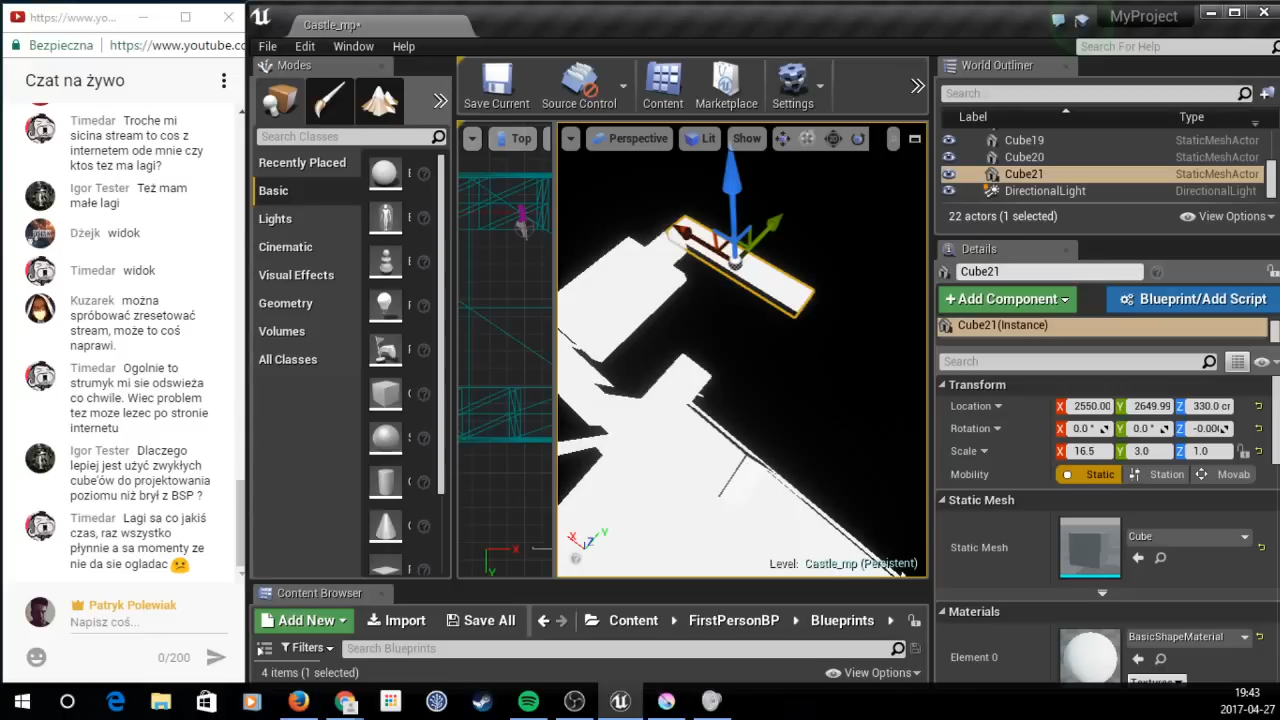 https://www.yo...
Bezpieczna
https://www.youtube.co
Czat na żywo
Timedar Troche mi
sicina stream to cos z
internetem ode mnie czy
ktos tez ma lagi?
Igor Tester Też mam
małe lagi
Dżejk widok
Timedar widok
Kuzarek można
spróbować zresetować
stream, może to coś
naprawi.
Timedar Ogolnie to
strumyk mi sie odswieża
co chwile. Wiec problem
tez moze lezec po stronie
internetu
Igor Tester Dlaczego
lepiej jest użyć zwykłych
cube'ów do projektowania
poziomu niż brył z BSP ?
Timedar Lagi sa co jakiś
czas, raz wszystko
płynnie a sa momenty ze
nie da sie ogladac
Patryk Polewiak
Napisz coś...
0/200
Castle_mp•
MyProject
File Edit Window Help
Search For Help
Modes
Search Classes
Recently Placed
Basic
Lights
Cinematic
Visual Effects
Geometry
Volumes
All Classes
Save Current
Source Control
Content
Marketplace
Settings
Top
Perspective
Lit
Show
X
Y
X
Y
Z
Level: Castle_mp (Persistent)
World Outliner
Search...
Label Type
Cube19 StaticMeshActor
Cube20 StaticMeshActor
Cube21 StaticMeshActor
DirectionalLight DirectionalLight
22 actors (1 selected)
View Options
Details
Cube21
+Add Component
Blueprint/Add Script
Cube21(Instance)
Search
Transform
Location X 2550.00 Y 2649.99 Z 330.0 cr
Rotation X 0.0 ° Y 0.0 ° Z -0.00
Scale X 16.5 Y 3.0 Z 1.0
Mobility Static Station Movab
Static Mesh
Static Mesh
Cube
Materials
Element 0
BasicShapeMaterial
Textures
Content Browser
Add New
Import
Save All
Content
FirstPersonBP
Blueprints
Filters
Search Blueprints
4 items (1 selected)
View Options
19:43
2017-04-27